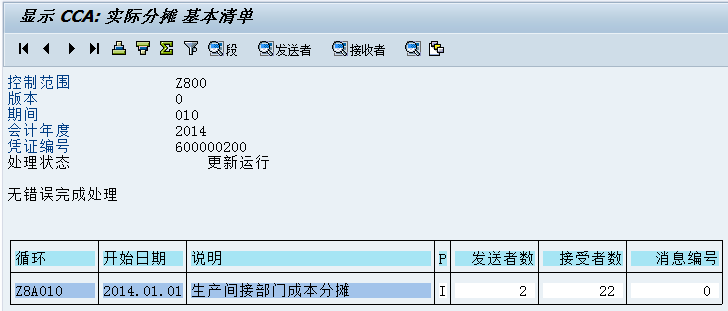 显示 CCA: 实际分摊 基本清单
段 发送者 接收者
控制范围 Z800
版本 0
期间 010
会计年度 2014
凭证编号 600000200
处理状态 更新运行
无错误完成处理
循环 开始日期 说明 P 发送者数 接受者数 消息编号
Z8A010 2014.01.01 生产间接部门成本分摊 I 2 22 0